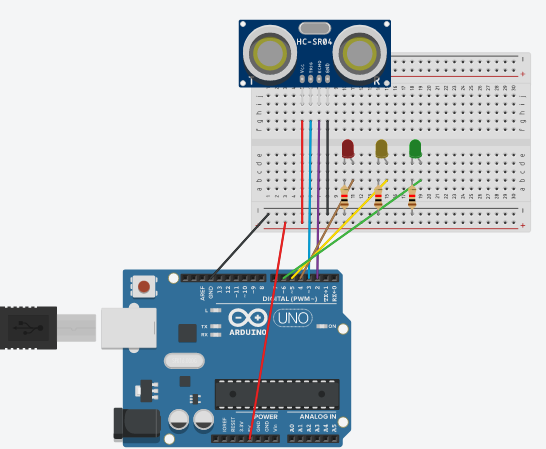 HC-SR04
Vcc
TRIG
ECHO
GND
T
R
- -
+ +
j i h g f
e d c b a
- -
+ +
AREF
GND
13
12
~11
~10
~9
8
7
~6
~5
4
~3
2
TX→1
RX←0
DIGITAL (PWM~)
L
TX
RX
UNO
ON
ARDUINO
POWER
ANALOG IN
IOREF
RESET
3.3V
5V
GND
GND
Vin
A0
A1
A2
A3
A4
A5